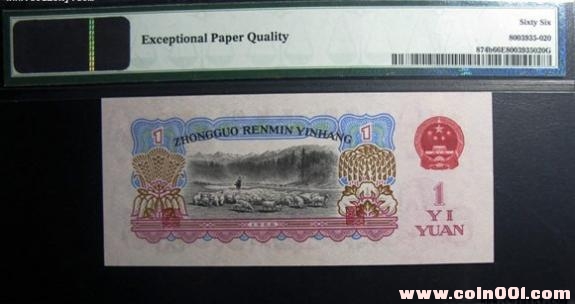 Sixty Six
Exceptional Paper Quality
8003935-020
874b66E8003935020G
1
ZHONGGUO RENMIN YINHANG
1
1
YI
YUAN
1960
www.coin001.com